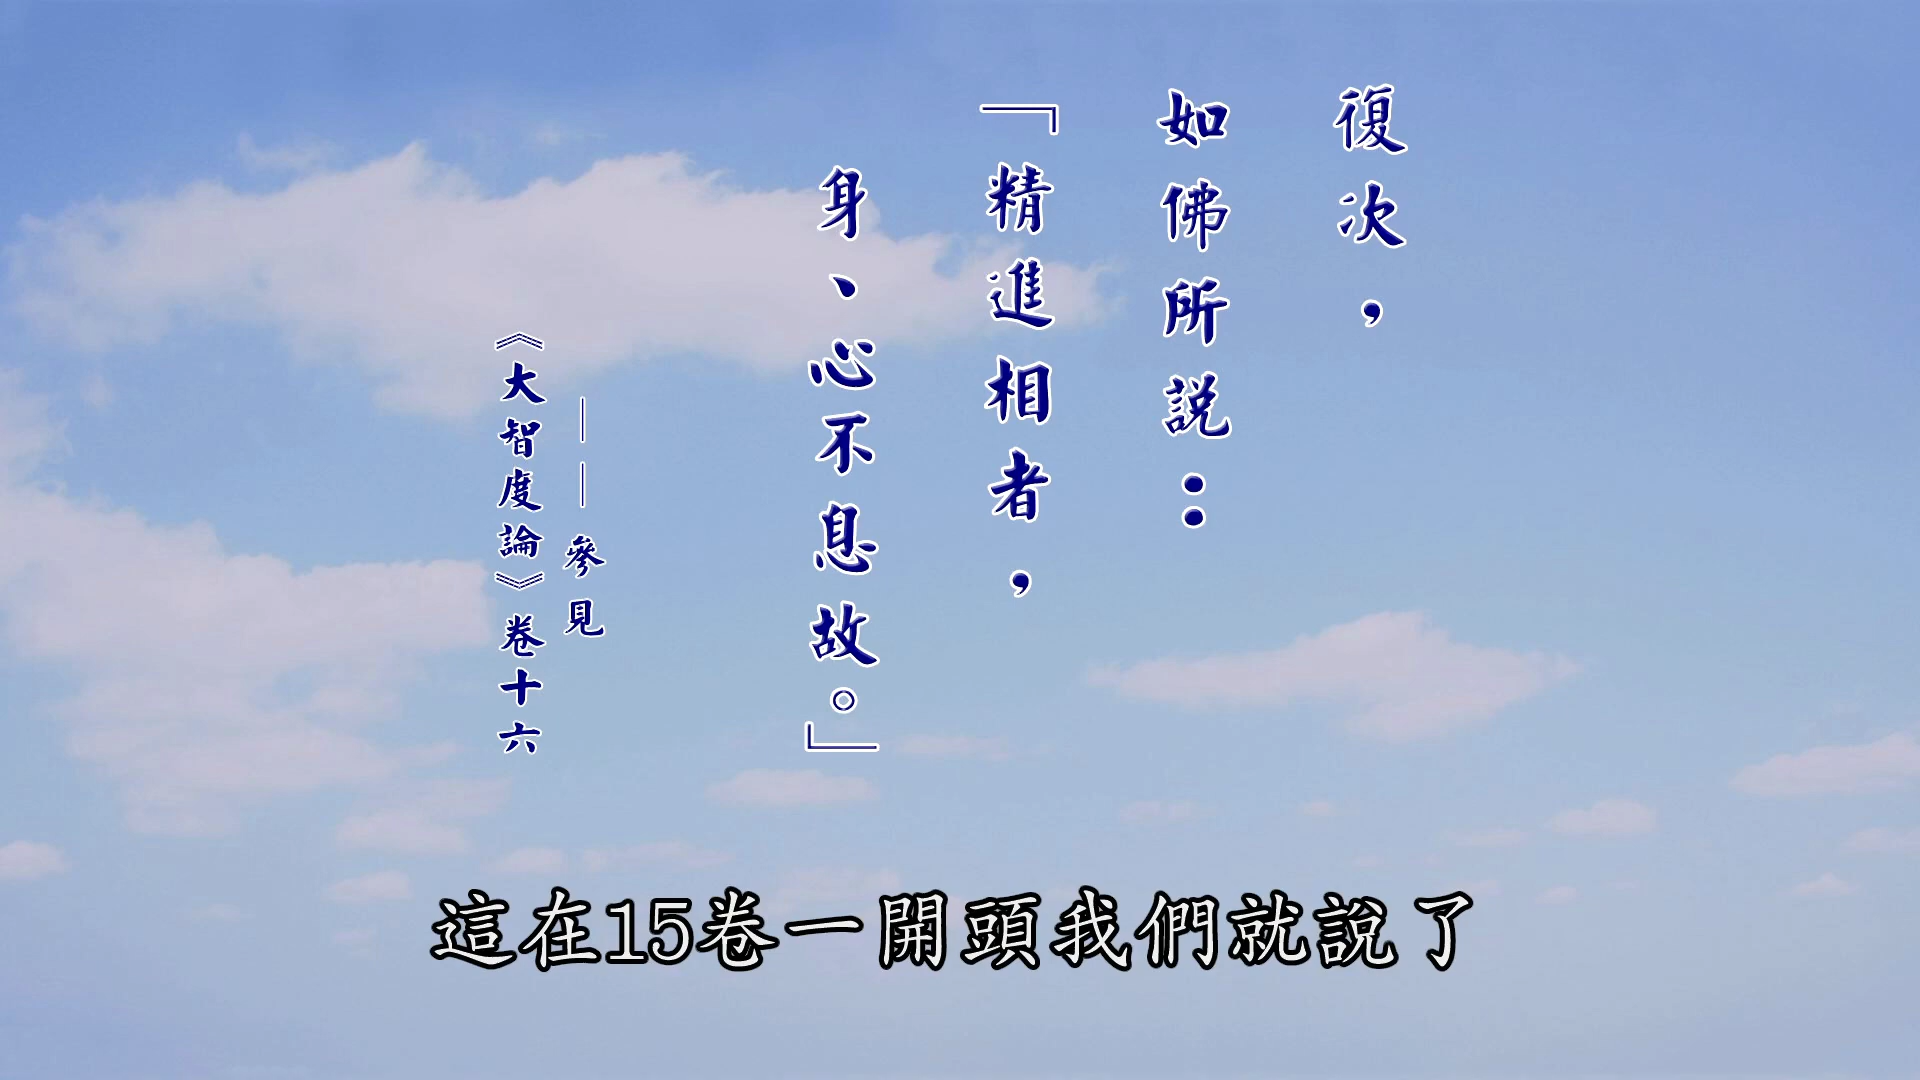 復次，
如佛所説：
「精進相者，
身、心不息故。」
——參見
《大智度論》卷十六
這在15卷一開頭我們就說了